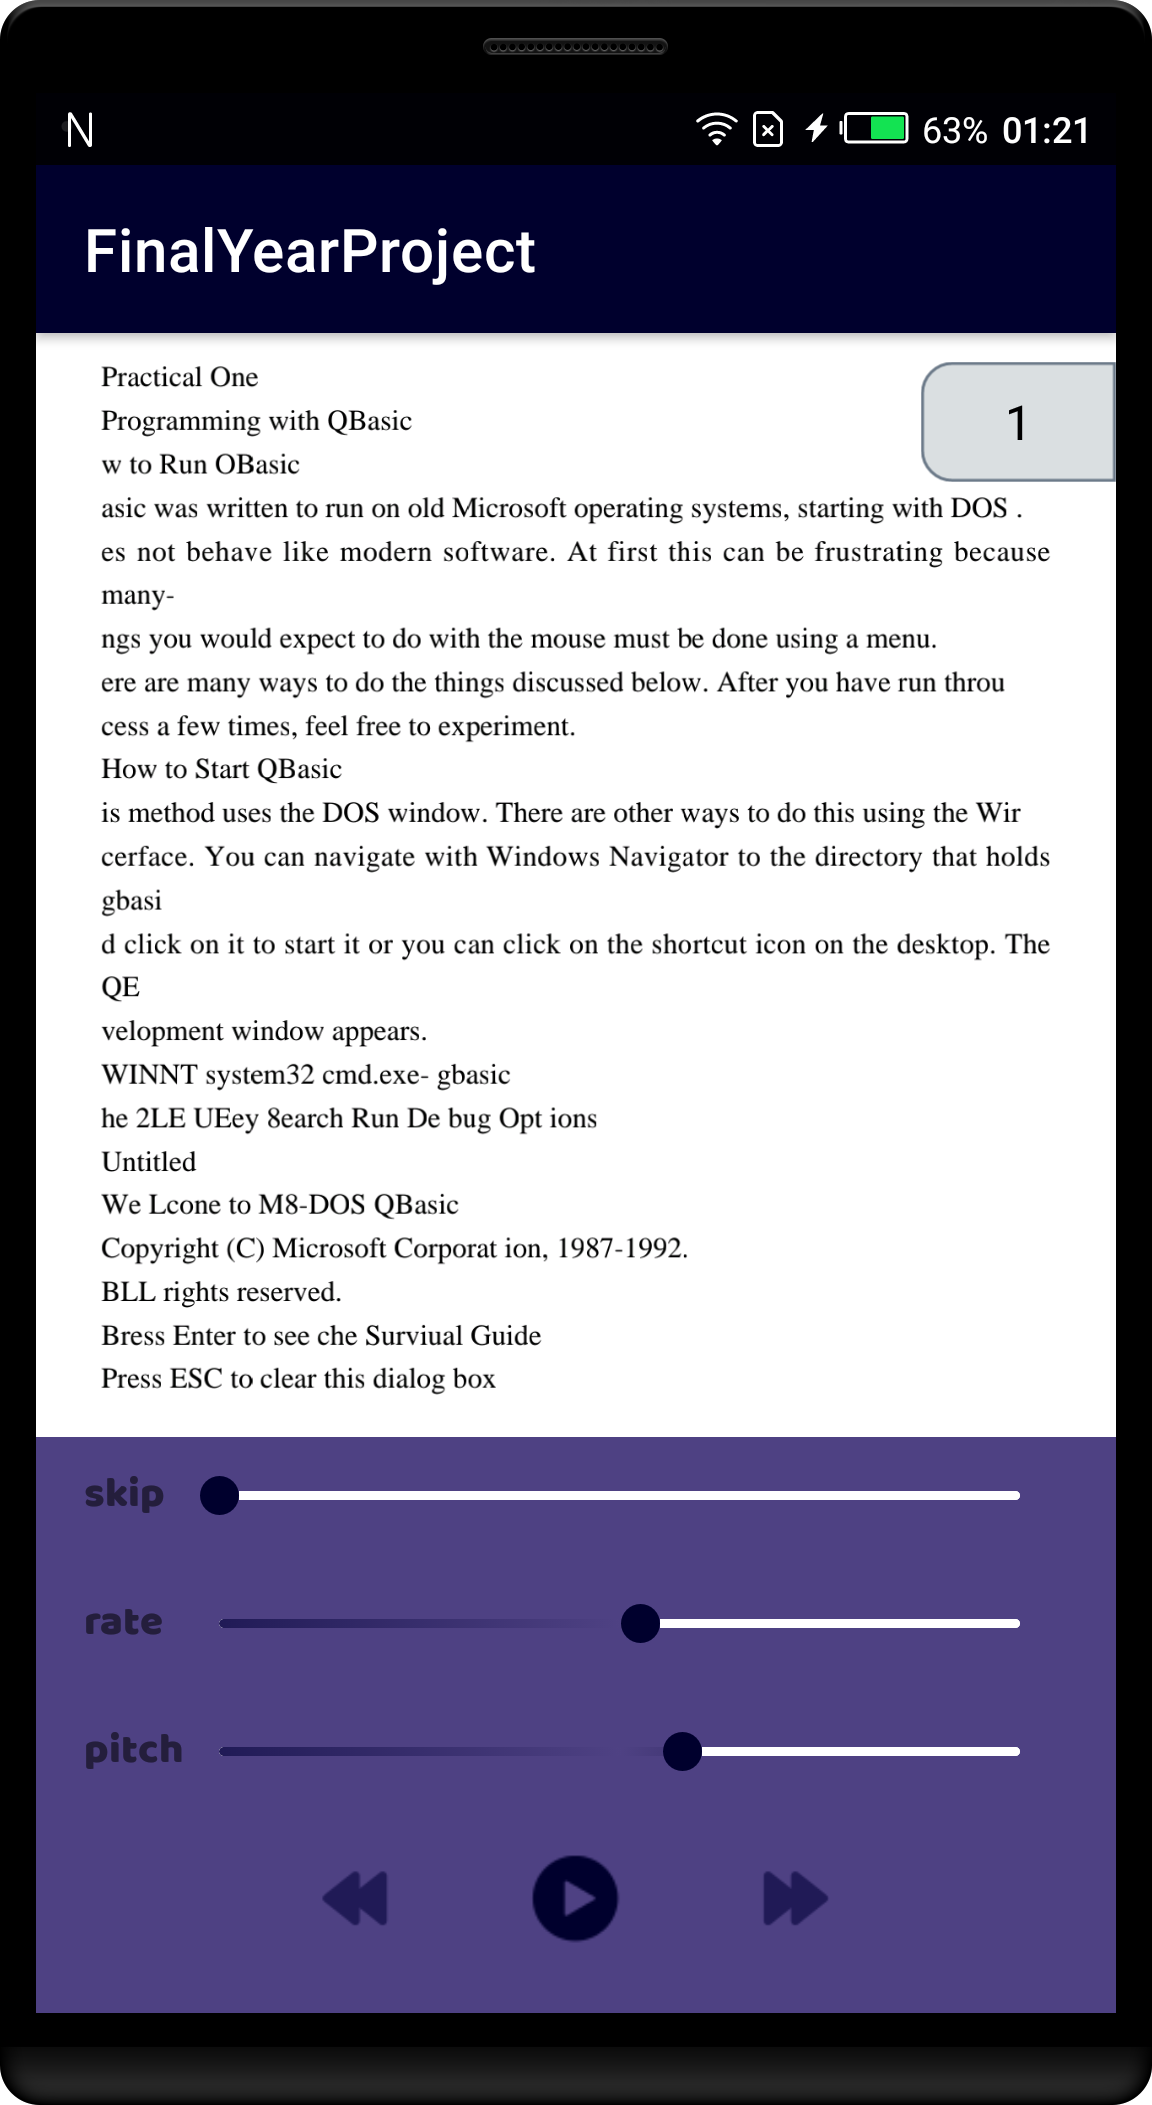 N 63% 01:21
FinalYearProject
Practical One
1
Programming with QBasic
w to Run OBasic
asic was written to run on old Microsoft operating systems, starting with DOS .
es not behave like modern software. At first this can be frustrating because
many-
ngs you would expect to do with the mouse must be done using a menu.
ere are many ways to do the things discussed below. After you have run throu
cess a few times, feel free to experiment.
How to Start QBasic
is method uses the DOS window. There are other ways to do this using the Wir
cerface. You can navigate with Windows Navigator to the directory that holds
gbasi
d click on it to start it or you can click on the shortcut icon on the desktop. The
QE
velopment window appears.
WINNT system32 cmd.exe- gbasic
he 2LE UEey 8earch Run De bug Opt ions
Untitled
We Lcone to M8-DOS QBasic
Copyright (C) Microsoft Corporat ion, 1987-1992.
BLL rights reserved.
Bress Enter to see che Surviual Guide
Press ESC to clear this dialog box
skip
rate
pitch